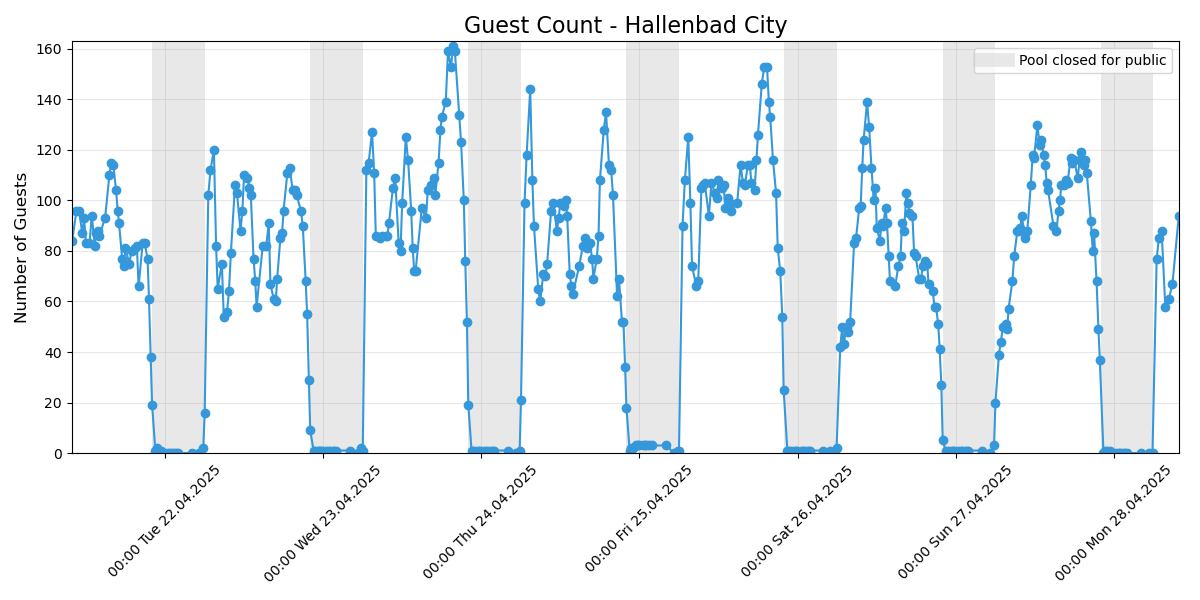 Guest Count - Hallenbad City
Pool closed for public
Number of Guests
160
140
120
100
80
60
40
20
0
00:00 Tue 22.04.2025
00:00 Wed 23.04.2025
00:00 Thu 24.04.2025
00:00 Fri 25.04.2025
00:00 Sat 26.04.2025
00:00 Sun 27.04.2025
00:00 Mon 28.04.2025